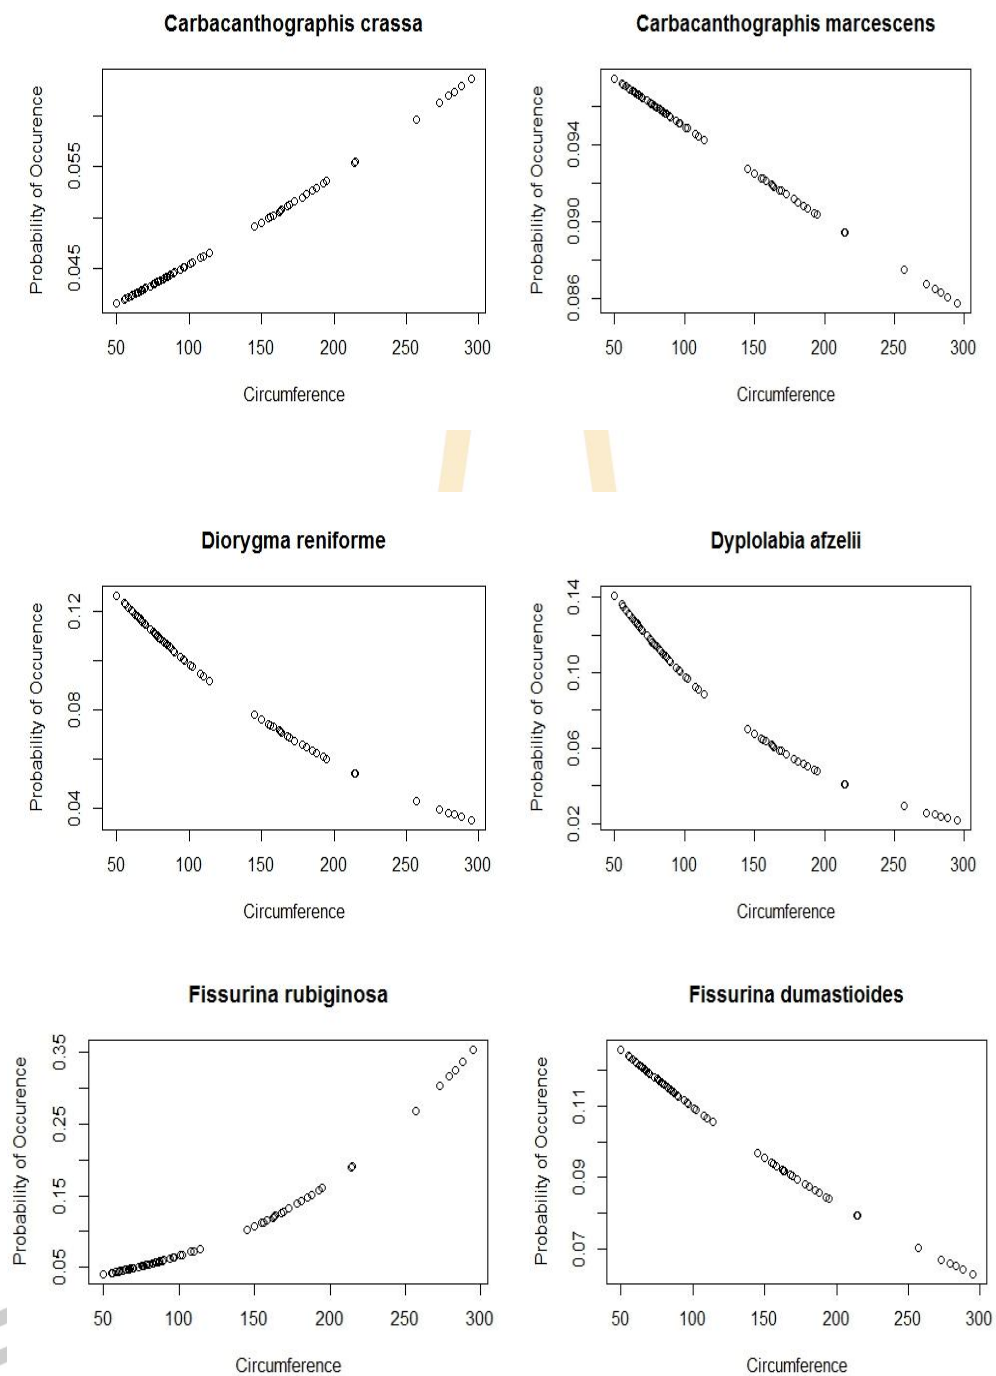 Carbacanthographis crassa
Probability of Occurence
0.045 0.055
50 100 150 200 250 300
Circumference
Carbacanthographis marcescens
Probability of Occurence
0.086 0.090 0.094
50 100 150 200 250 300
Circumference
Diorygma reniforme
Probability of Occurence
0.04 0.08 0.12
50 100 150 200 250 300
Circumference
Dyplolabia afzelii
Probability of Occurence
0.02 0.06 0.10 0.14
50 100 150 200 250 300
Circumference
Fissurina rubiginosa
Probability of Occurence
0.05 0.15 0.25 0.35
50 100 150 200 250 300
Circumference
Fissurina dumastioides
Probability of Occurence
0.07 0.09 0.11
50 100 150 200 250 300
Circumference